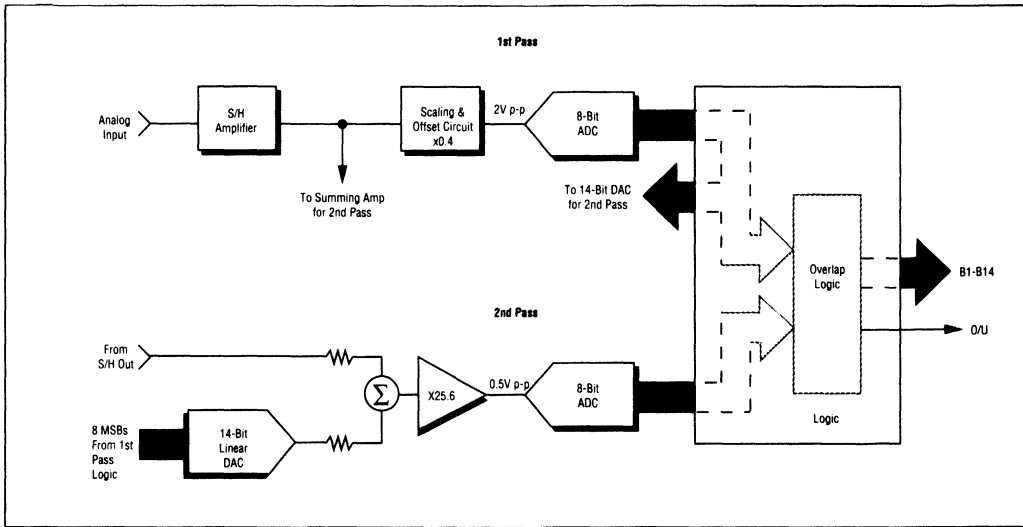 1st Pass
Analog
Input
S/H
Amplifier
Scaling &
Offset Circuit
x0.4
2V p-p
8-Bit
ADC
To Summing Amp
for 2nd Pass
To 14-Bit DAC
for 2nd Pass
Overlap
Logic
B1-B14
O/U
Logic
2nd Pass
From
S/H Out
Σ
X25.6
0.5V p-p
8-Bit
ADC
8 MSBs
From 1st
Pass
Logic
14-Bit
Linear
DAC